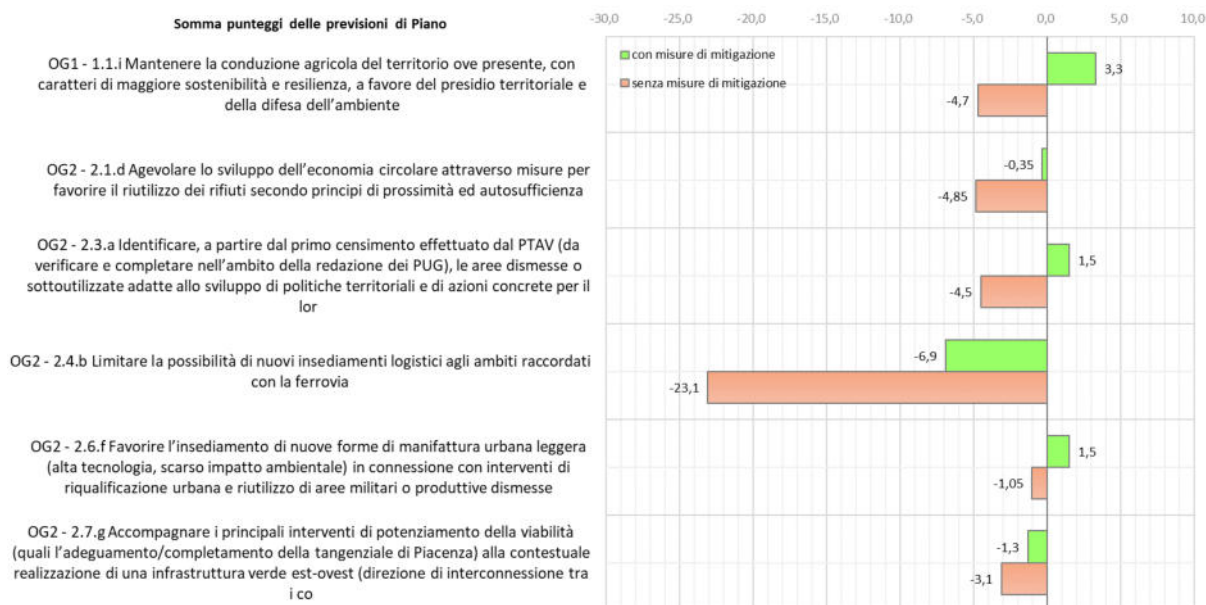 Somma punteggi delle previsioni di Piano
-30,0 -25,0 -20,0 -15,0 -10,0 -5,0 0,0 5,0 10,0
con misure di mitigazione
senza misure di mitigazione
OG1 - 1.1.i Mantenere la conduzione agricola del territorio ove presente, con
caratteri di maggiore sostenibilità e resilienza, a favore del presidio territoriale e
della difesa dell'ambiente
3,3
-4,7
OG2 - 2.1.d Agevolare lo sviluppo dell'economia circolare attraverso misure per
favorire il riutilizzo dei rifiuti secondo principi di prossimità ed autosufficienza
-0,35
-4,85
OG2 - 2.3.a Identificare, a partire dal primo censimento effettuato dal PTAV (da
verificare e completare nell'ambito della redazione dei PUG), le aree dismesse o
sottoutilizzate adatte allo sviluppo di politiche territoriali e di azioni concrete per il
lor
1,5
-4,5
OG2 - 2.4.b Limitare la possibilità di nuovi insediamenti logistici agli ambiti raccordati
con la ferrovia
-6,9
-23,1
OG2 - 2.6.f Favorire l'insediamento di nuove forme di manifattura urbana leggera
(alta tecnologia, scarso impatto ambientale) in connessione con interventi di
riqualificazione urbana e riutilizzo di aree militari o produttive dismesse
1,5
-1,05
OG2 - 2.7.g Accompagnare i principali interventi di potenziamento della viabilità
(quali l'adeguamento/completamento della tangenziale di Piacenza) alla contestuale
realizzazione di una infrastruttura verde est-ovest (direzione di interconnessione tra
i co
-1,3
-3,1